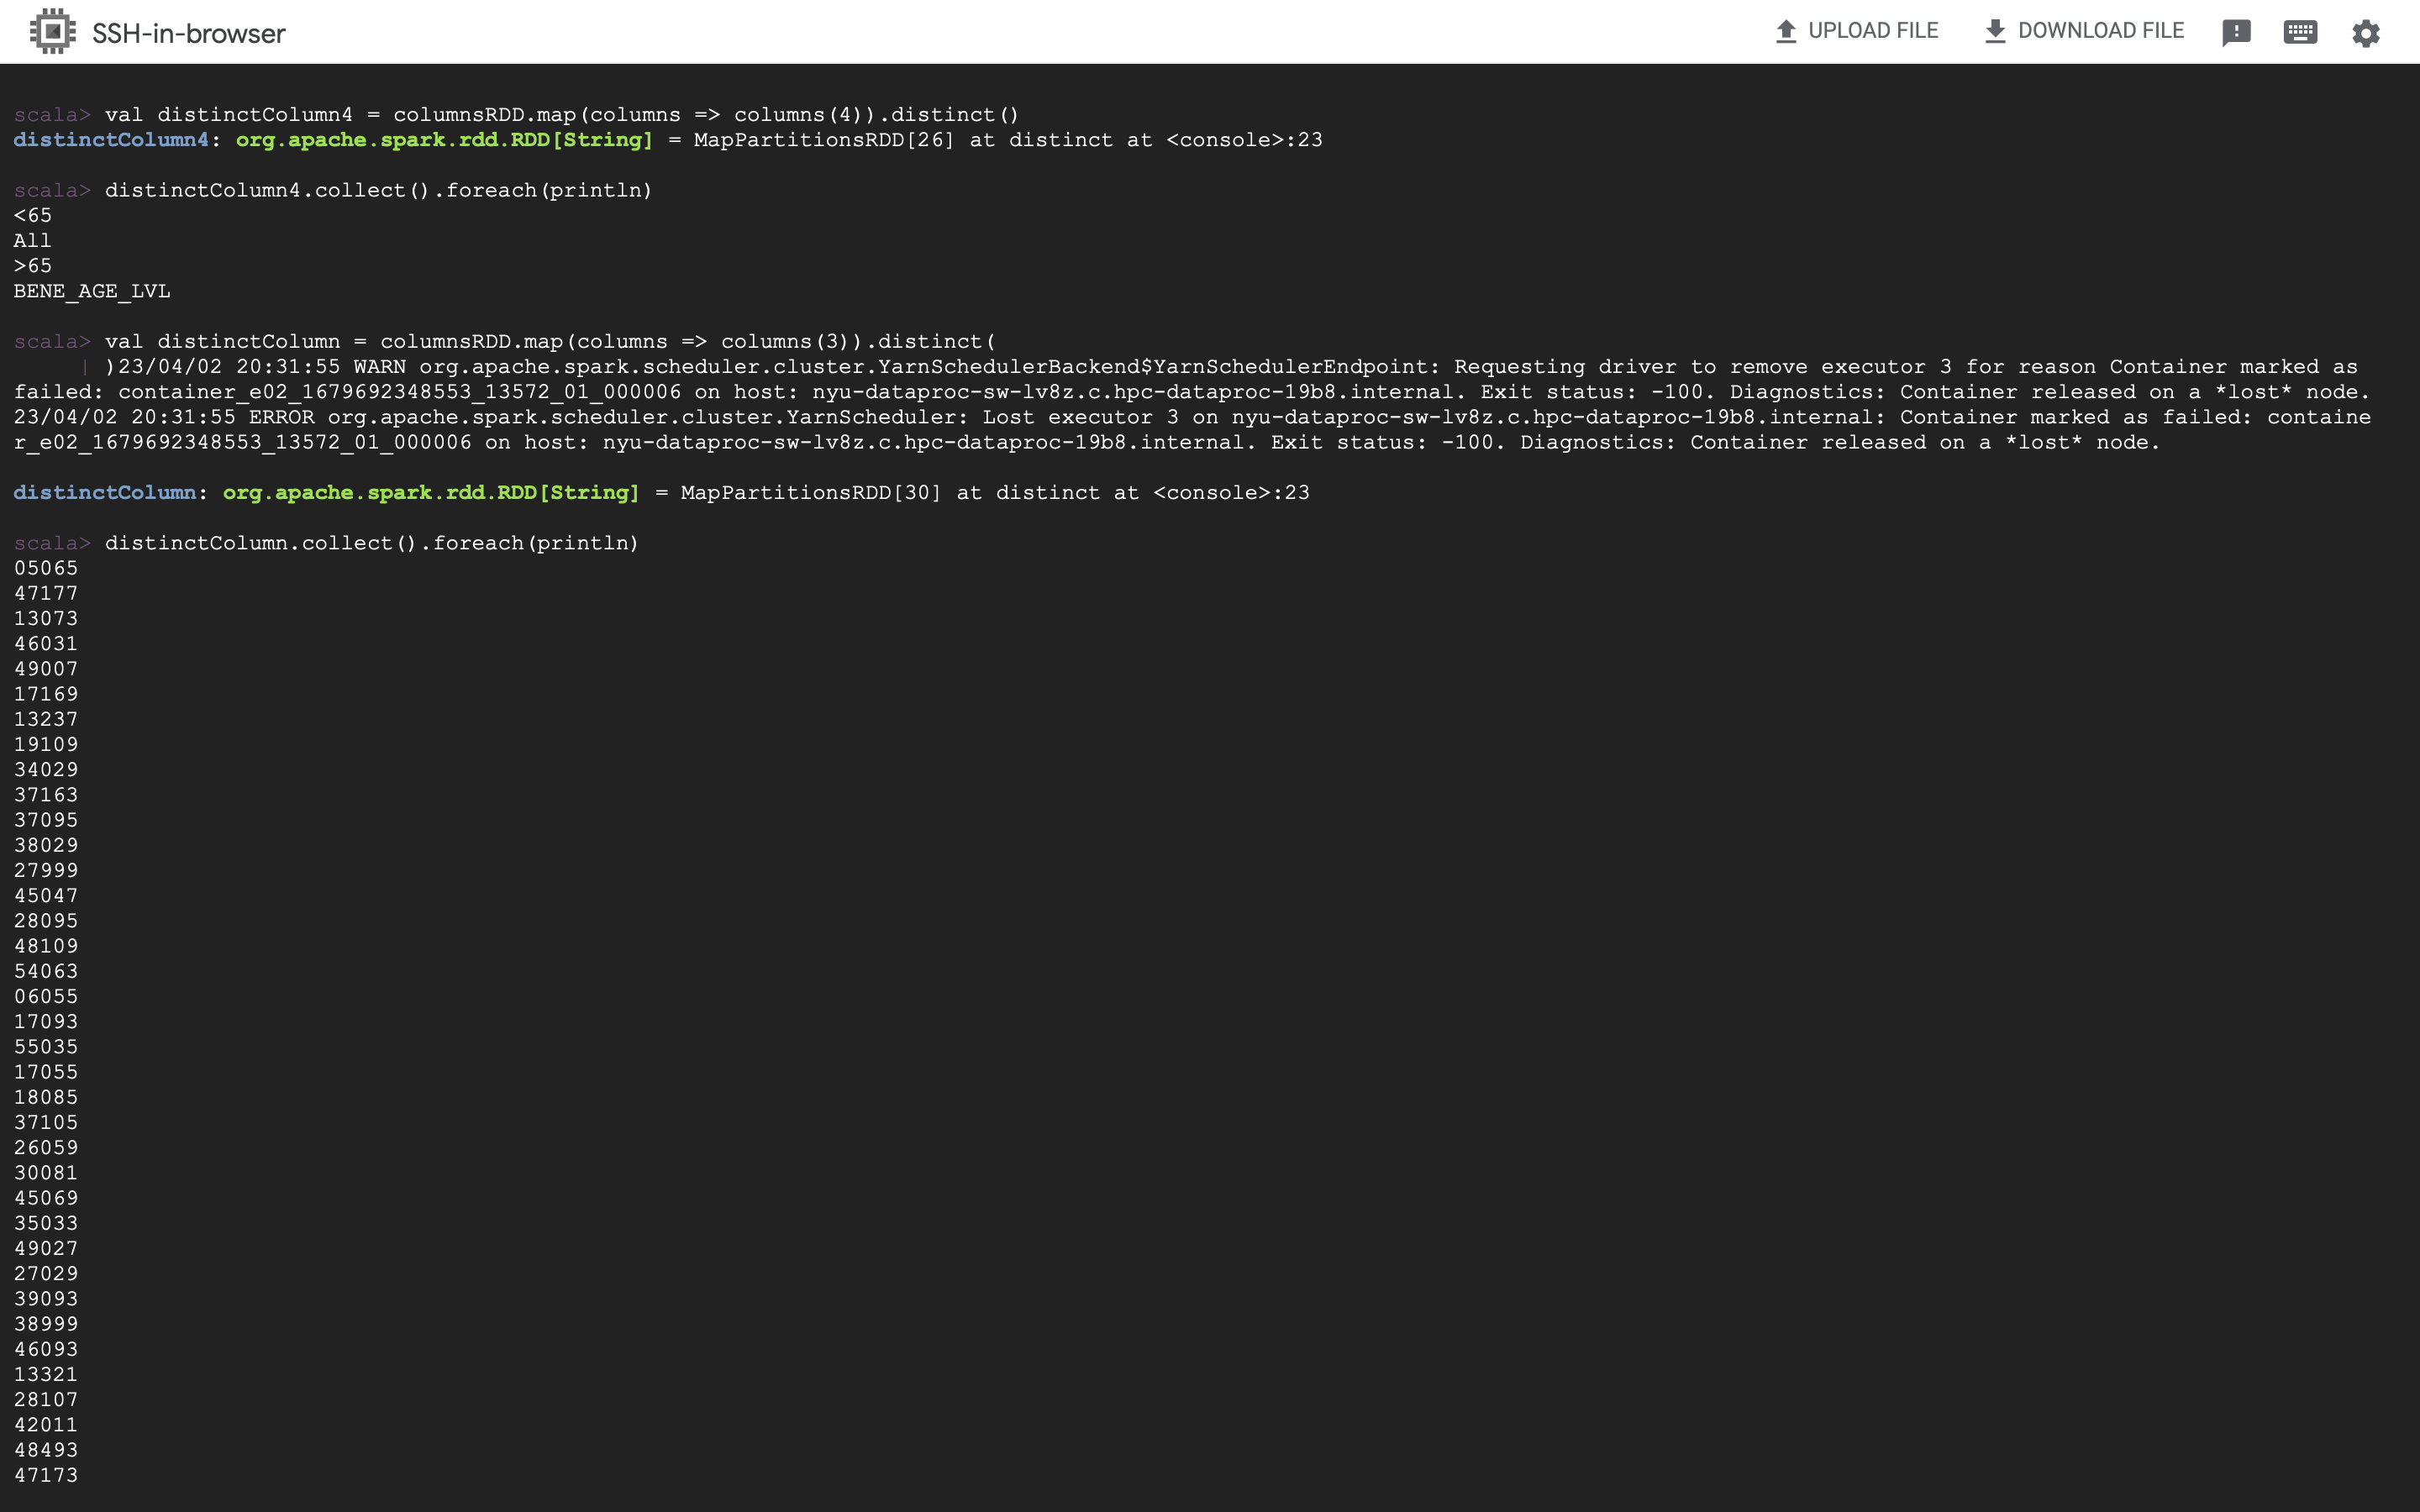 SSH-in-browser
UPLOAD FILE
DOWNLOAD FILE
scala> val distinctColumn4 = columnsRDD.map(columns => columns(4)).distinct()
distinctColumn4: org.apache.spark.rdd.RDD[String] = MapPartitionsRDD[26] at distinct at <console>:23
scala> distinctColumn4.collect().foreach(println)
<65
All
>65
BENE_AGE_LVL
scala> val distinctColumn = columnsRDD.map(columns => columns(3)).distinct(
| )23/04/02 20:31:55 WARN org.apache.spark.scheduler.cluster.YarnSchedulerBackend$YarnSchedulerEndpoint: Requesting driver to remove executor 3 for reason Container marked as
failed: container_e02_1679692348553_13572_01_000006 on host: nyu-dataproc-sw-lv8z.c.hpc-dataproc-19b8.internal. Exit status: -100. Diagnostics: Container released on a *lost* node.
23/04/02 20:31:55 ERROR org.apache.spark.scheduler.cluster.YarnScheduler: Lost executor 3 on nyu-dataproc-sw-lv8z.c.hpc-dataproc-19b8.internal: Container marked as failed: containe
r_e02_1679692348553_13572_01_000006 on host: nyu-dataproc-sw-lv8z.c.hpc-dataproc-19b8.internal. Exit status: -100. Diagnostics: Container released on a *lost* node.
distinctColumn: org.apache.spark.rdd.RDD[String] = MapPartitionsRDD[30] at distinct at <console>:23
scala> distinctColumn.collect().foreach(println)
05065
47177
13073
46031
49007
17169
13237
19109
34029
37163
37095
38029
27999
45047
28095
48109
54063
06055
17093
55035
17055
18085
37105
26059
30081
45069
35033
49027
27029
39093
38999
46093
13321
28107
42011
48493
47173